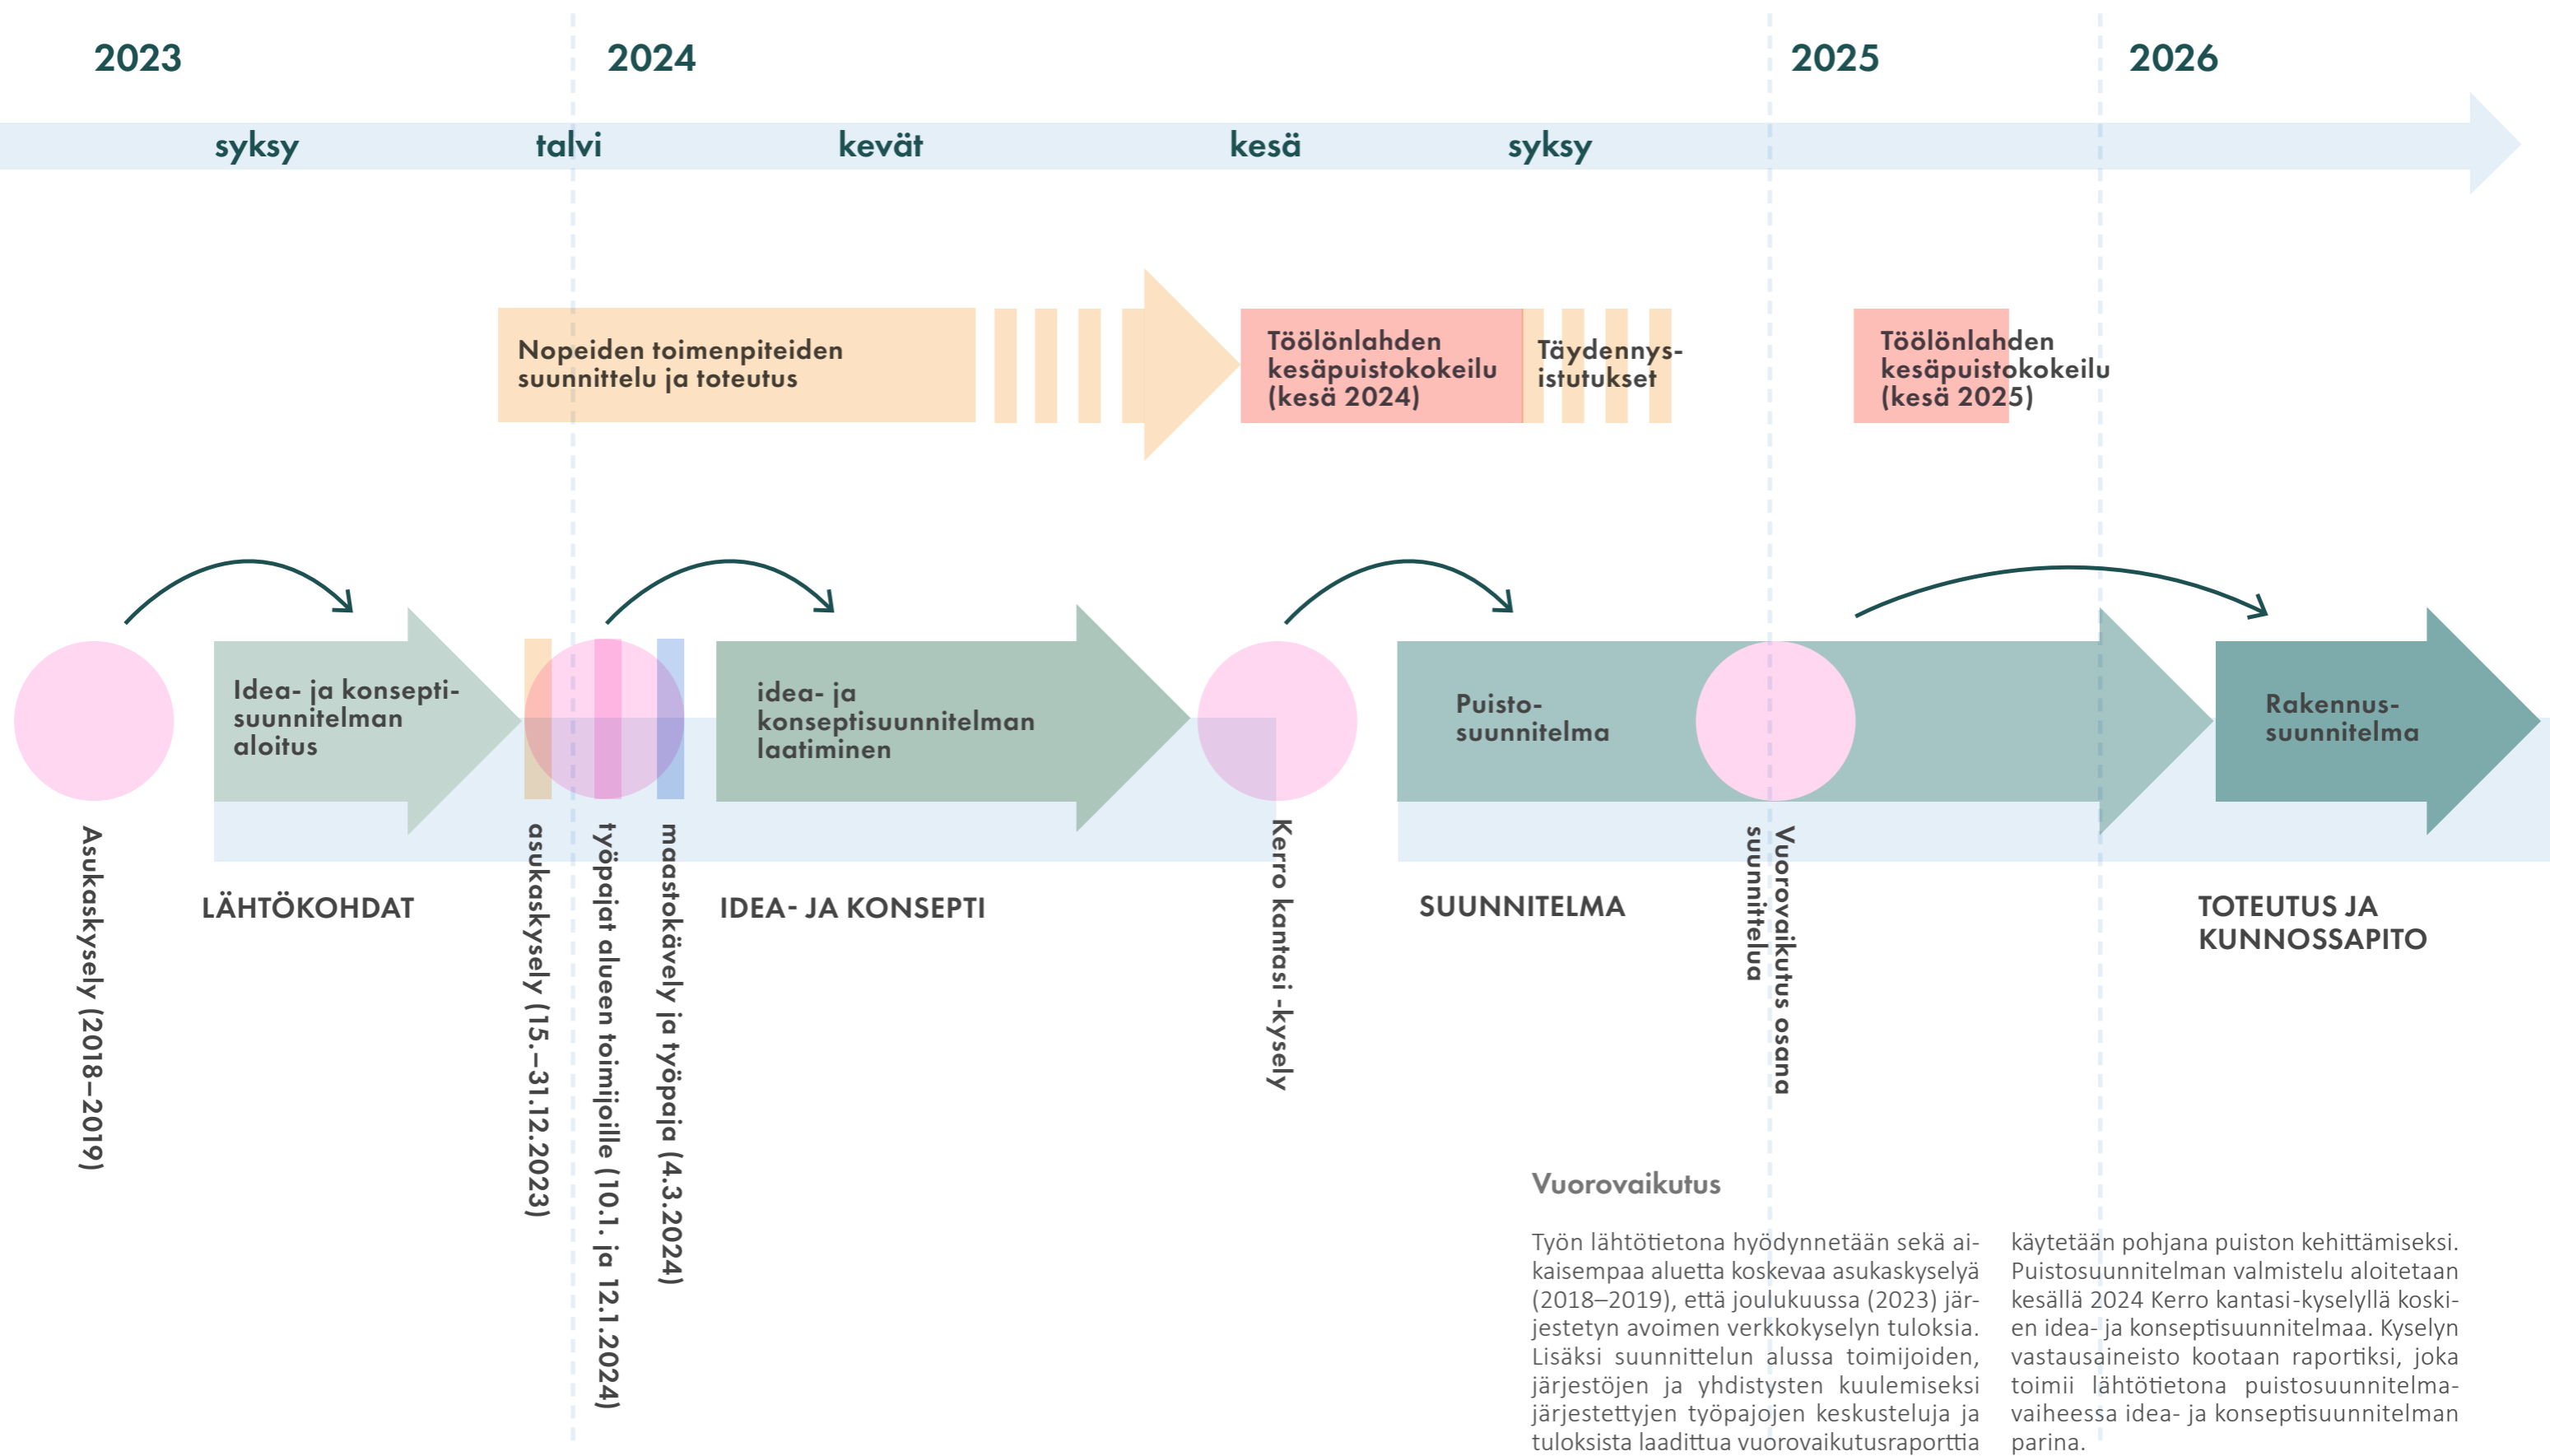 2023
2024
2025
2026
syksy
talvi
kevät
kesä
syksy
Nopeiden toimenpiteiden
suunnittelu ja toteutus
Töölönlahden
kesäpuistokokeilu
(kesä 2024)
Täydennys-
istutukset
Töölönlahden
kesäpuistokokeilu
(kesä 2025)
Idea- ja konsepti-
suunnitelman
aloitus
idea- ja
konseptisuunnitelman
laatiminen
Puisto-
suunnitelma
Rakennus-
suunnitelma
Asukaskysely (2018–2019)
LÄHTÖKOHDAT
asukaskysely (15.–31.12.2023)
työpajat alueen toimijoille (10.1. ja 12.1.2024)
maastokävely ja työpaja (4.3.2024)
IDEA- JA KONSEPTI
Kerro kantasi -kysely
SUUNNITELMA
Vuorovaikutus osana
suunnittelua
TOTEUTUS JA
KUNNOSSAPITO
Vuorovaikutus
Työn lähtötietona hyödynnetään sekä ai-
kaisempaa aluetta koskevaa asukaskyselyä
(2018–2019), että joulukuussa (2023) jär-
jestetyn avoimen verkkokyselyn tuloksia.
Lisäksi suunnittelun alussa toimijoiden,
järjestöjen ja yhdistysten kuulemiseksi
järjestettyjen työpajojen keskusteluja ja
tuloksista laadittua vuorovaikutusraporttia
käytetään pohjana puiston kehittämiseksi.
Puistosuunnitelman valmistelu aloitetaan
kesällä 2024 Kerro kantasi-kyselyllä koski-
en idea- ja konseptisuunnitelmaa. Kyselyn
vastausaineisto kootaan raportiksi, joka
toimii lähtötietona puistosuunnitelma-
vaiheessa idea- ja konseptisuunnitelman
parina.